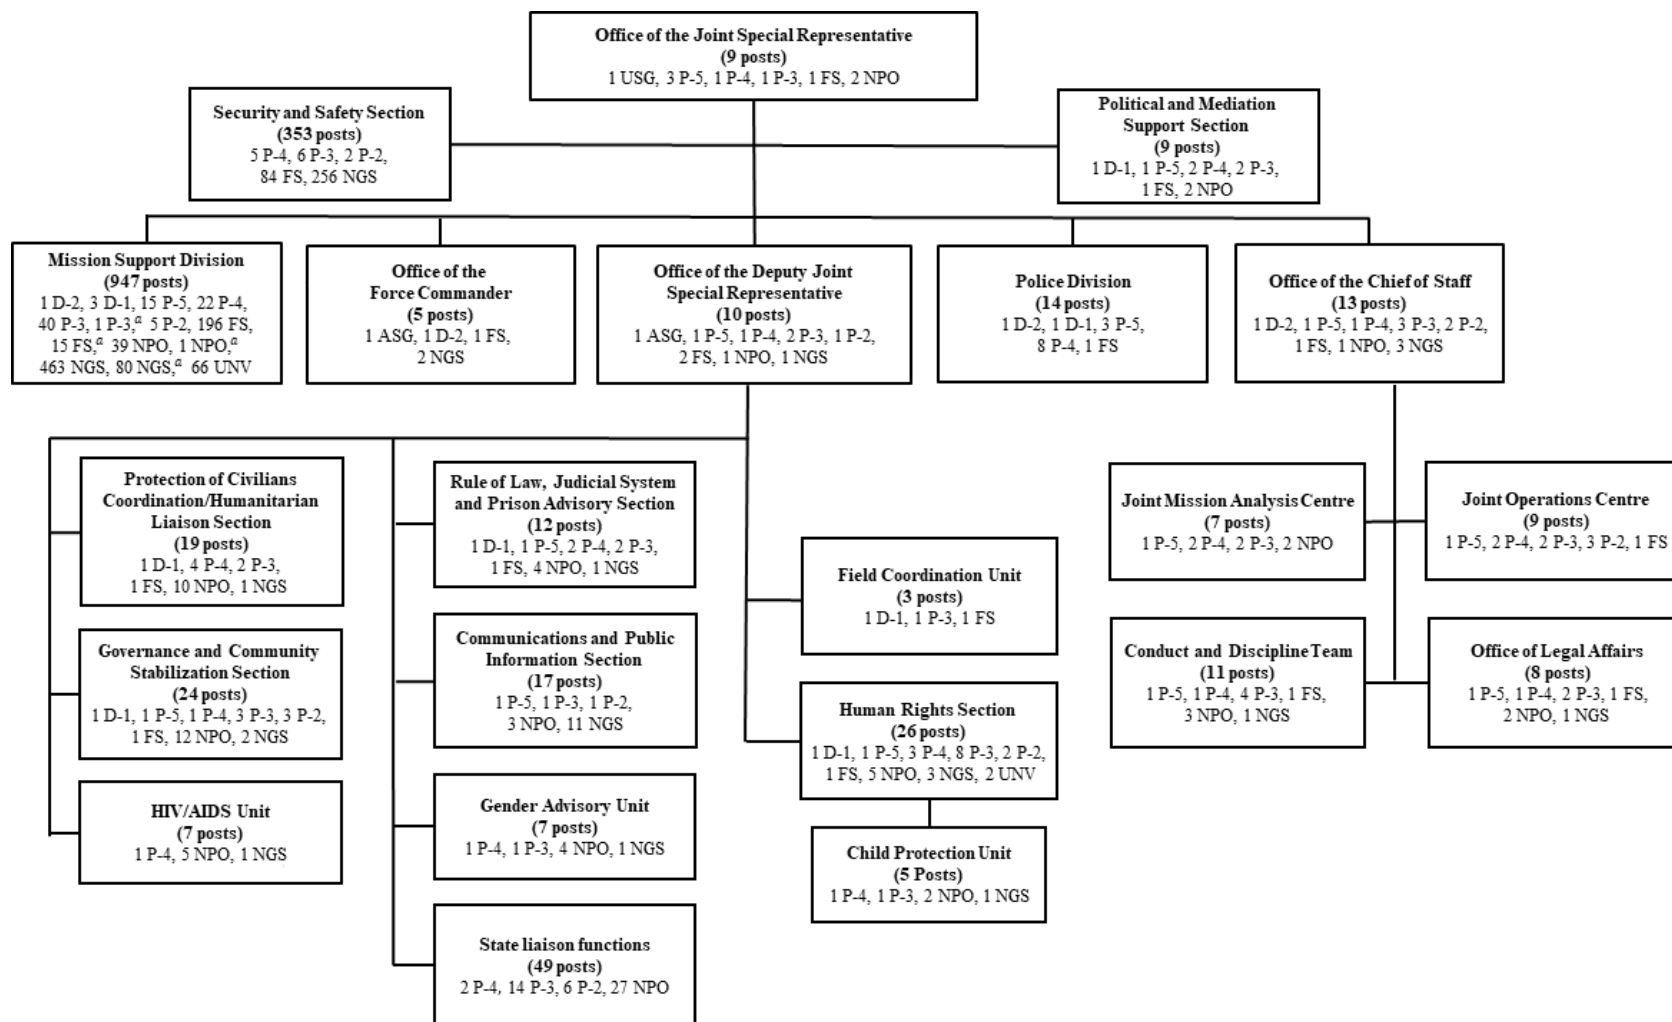 Office of the Joint Special Representative
(9 posts)
1 USG, 3 P-5, 1 P-4, 1 P-3, 1 FS, 2 NPO
Security and Safety Section
(353 posts)
5 P-4, 6 P-3, 2 P-2,
84 FS, 256 NGS
Political and Mediation
Support Section
(9 posts)
1 D-1, 1 P-5, 2 P-4, 2 P-3,
1 FS, 2 NPO
Mission Support Division
(947 posts)
1 D-2, 3 D-1, 15 P-5, 22 P-4,
40 P-3, 1 P-3,a 5 P-2, 196 FS,
15 FS,a 39 NPO, 1 NPO,a
463 NGS, 80 NGS,a 66 UNV
Office of the
Force Commander
(5 posts)
1 ASG, 1 D-2, 1 FS,
2 NGS
Office of the Deputy Joint
Special Representative
(10 posts)
1 ASG, 1 P-5, 1 P-4, 2 P-3, 1 P-2,
2 FS, 1 NPO, 1 NGS
Police Division
(14 posts)
1 D-2, 1 D-1, 3 P-5,
8 P-4, 1 FS
Office of the Chief of Staff
(13 posts)
1 D-2, 1 P-5, 1 P-4, 3 P-3, 2 P-2,
1 FS, 1 NPO, 3 NGS
Protection of Civilians
Coordination/Humanitarian
Liaison Section
(19 posts)
1 D-1, 4 P-4, 2 P-3,
1 FS, 10 NPO, 1 NGS
Governance and Community
Stabilization Section
(24 posts)
1 D-1, 1 P-5, 1 P-4, 3 P-3, 3 P-2,
1 FS, 12 NPO, 2 NGS
HIV/AIDS Unit
(7 posts)
1 P-4, 5 NPO, 1 NGS
Rule of Law, Judicial System
and Prison Advisory Section
(12 posts)
1 D-1, 1 P-5, 2 P-4, 2 P-3,
1 FS, 4 NPO, 1 NGS
Communications and Public
Information Section
(17 posts)
1 P-5, 1 P-3, 1 P-2,
3 NPO, 11 NGS
Gender Advisory Unit
(7 posts)
1 P-4, 1 P-3, 4 NPO, 1 NGS
State liaison functions
(49 posts)
2 P-4, 14 P-3, 6 P-2, 27 NPO
Field Coordination Unit
(3 posts)
1 D-1, 1 P-3, 1 FS
Human Rights Section
(26 posts)
1 D-1, 1 P-5, 3 P-4, 8 P-3, 2 P-2,
1 FS, 5 NPO, 3 NGS, 2 UNV
Child Protection Unit
(5 Posts)
1 P-4, 1 P-3, 2 NPO, 1 NGS
Joint Mission Analysis Centre
(7 posts)
1 P-5, 2 P-4, 2 P-3, 2 NPO
Joint Operations Centre
(9 posts)
1 P-5, 2 P-4, 2 P-3, 3 P-2, 1 FS
Conduct and Discipline Team
(11 posts)
1 P-5, 1 P-4, 4 P-3, 1 FS,
3 NPO, 1 NGS
Office of Legal Affairs
(8 posts)
1 P-5, 1 P-4, 2 P-3, 1 FS,
2 NPO, 1 NGS